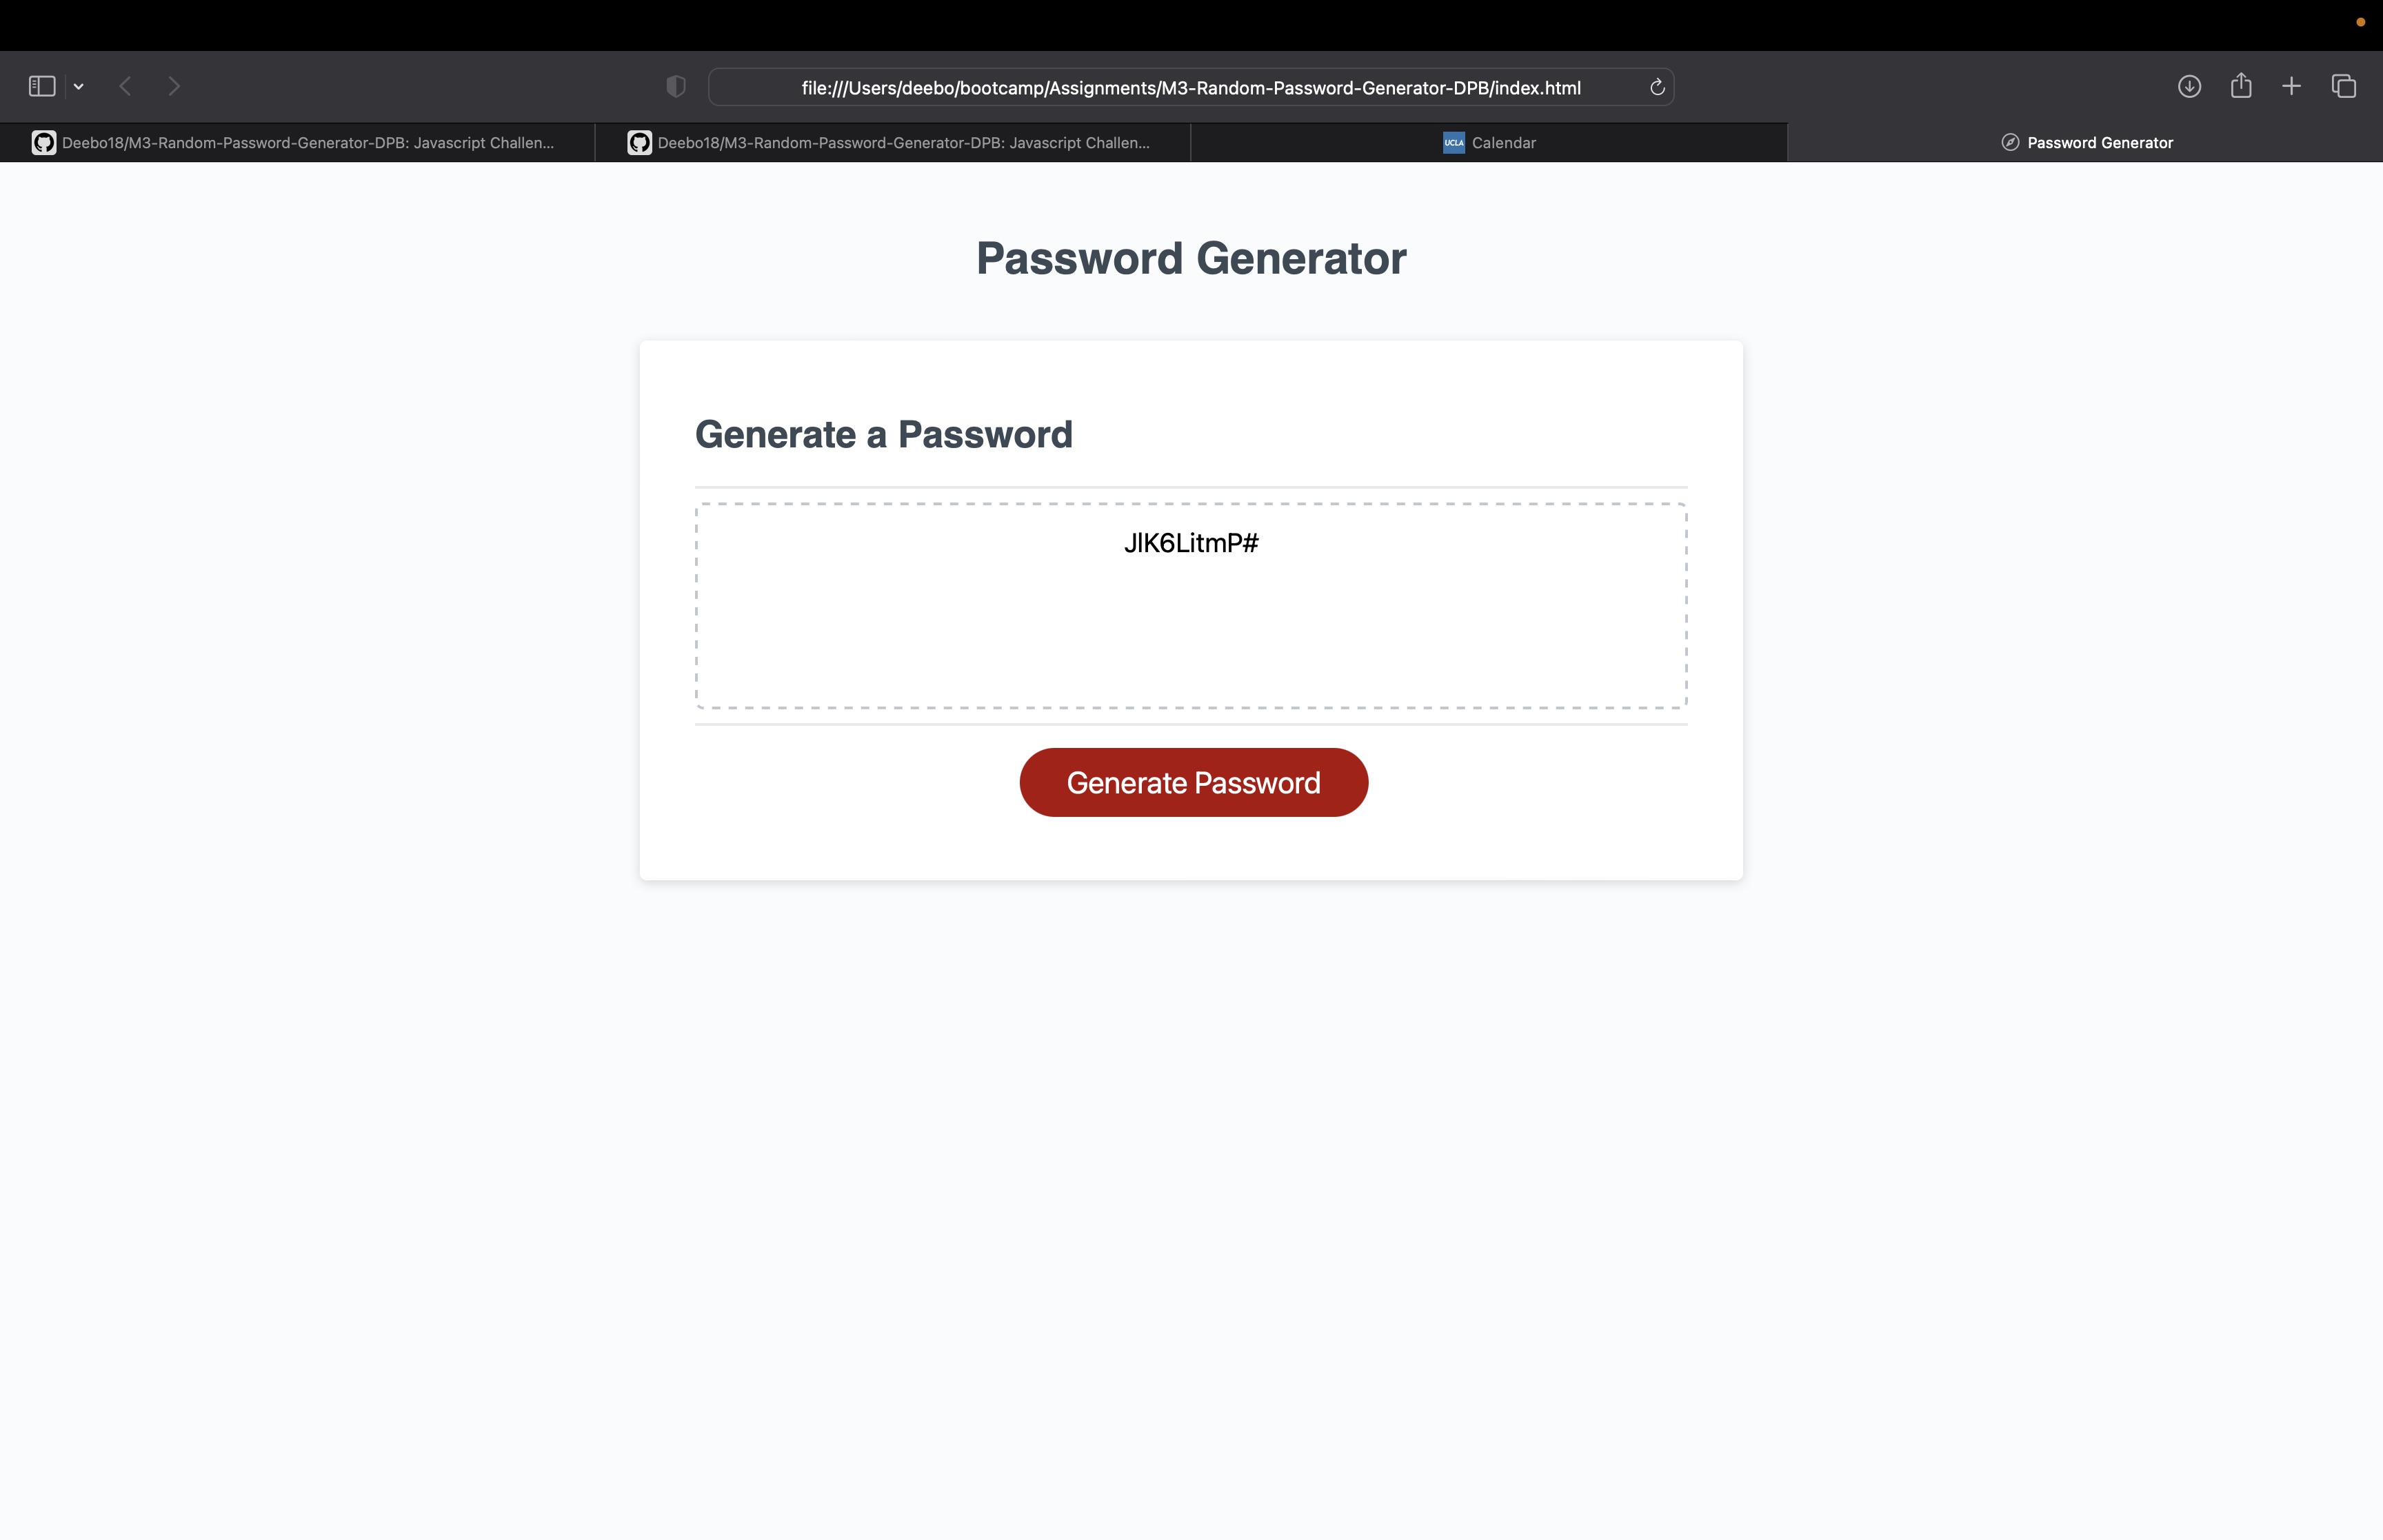 file:///Users/deebo/bootcamp/Assignments/M3-Random-Password-Generator-DPB/index.html
Deebo18/M3-Random-Password-Generator-DPB: Javascript Challen...
Deebo18/M3-Random-Password-Generator-DPB: Javascript Challen...
UCLA Calendar
Password Generator
Password Generator
Generate a Password
JlK6LitmP#
Generate Password